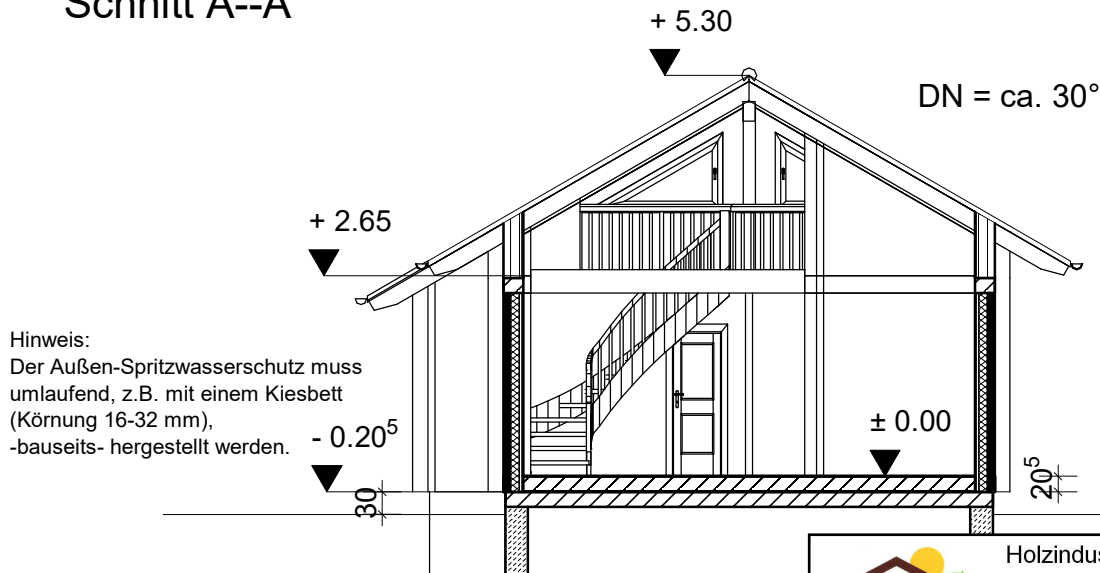 Schnitt A--A
+ 5.30
DN = ca. 30°
+ 2.65
Hinweis:
Der Außen-Spritzwasserschutz muss
umlaufend, z.B. mit einem Kiesbett
(Körnung 16-32 mm),
-bauseits- hergestellt werden.
- 0.20⁵
± 0.00
30
20⁵